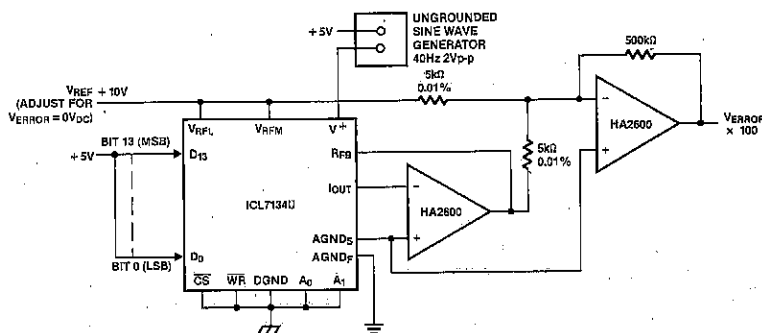 UNGROUNDED
SINE WAVE
GENERATOR
40Hz 2Vp-p
+5V
500kΩ
5kΩ
0.01%
VREF +10V
(ADJUST FOR
VERROR = 0VDC)
VRFL
VRFM
V+
HA2600
VERROR
× 100
BIT 13 (MSB)
+5V
D13
RFB
5kΩ
0.01%
IOUT
ICL7134U
HA2600
AGNDS
AGNDF
BIT 0 (LSB)
D0
CS
WR
DGND
A0
A1